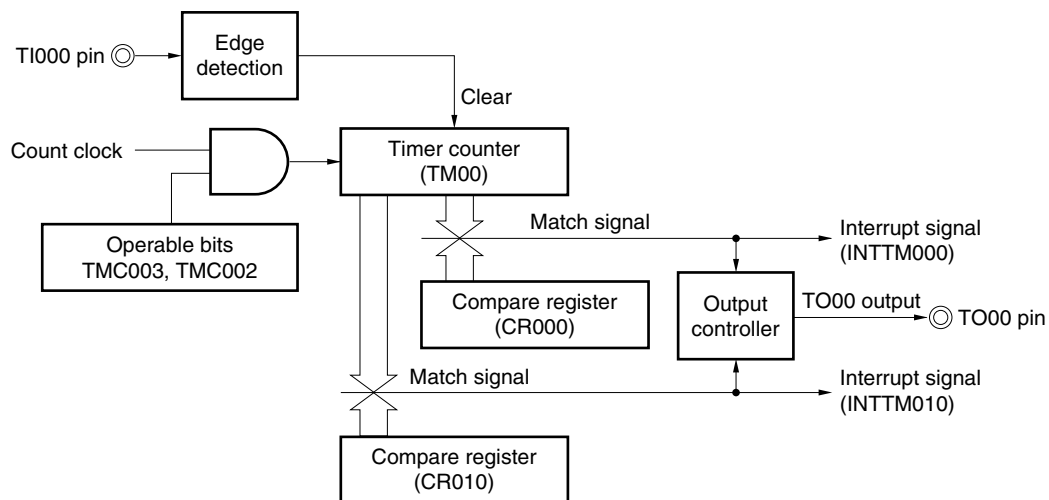 TI000 pin
Edge
detection
Clear
Count clock
Timer counter
(TM00)
Operable bits
TMC003, TMC002
Match signal
Interrupt signal
(INTTM000)
Compare register
(CR000)
Output
controller
TO00 output
TO00 pin
Match signal
Interrupt signal
(INTTM010)
Compare register
(CR010)